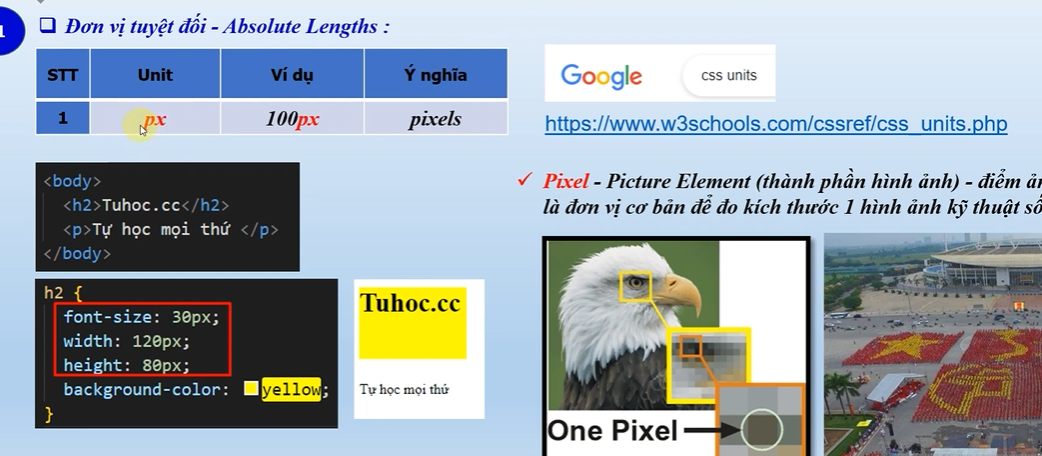 1
Đơn vị tuyệt đối - Absolute Lengths :
STT Unit Ví dụ Ý nghĩa
1 px 100px pixels
Google css units
https://www.w3schools.com/cssref/css_units.php
<body>
<h2>Tuhoc.cc</h2>
<p>Tự học mọi thứ </p>
</body>
h2 {
font-size: 30px;
width: 120px;
height: 80px;
background-color: yellow;
}
Tuhoc.cc
Tự học mọi thứ
Pixel - Picture Element (thành phần hình ảnh) - điểm
là đơn vị cơ bản để đo kích thước 1 hình ảnh kỹ thuật số
One Pixel